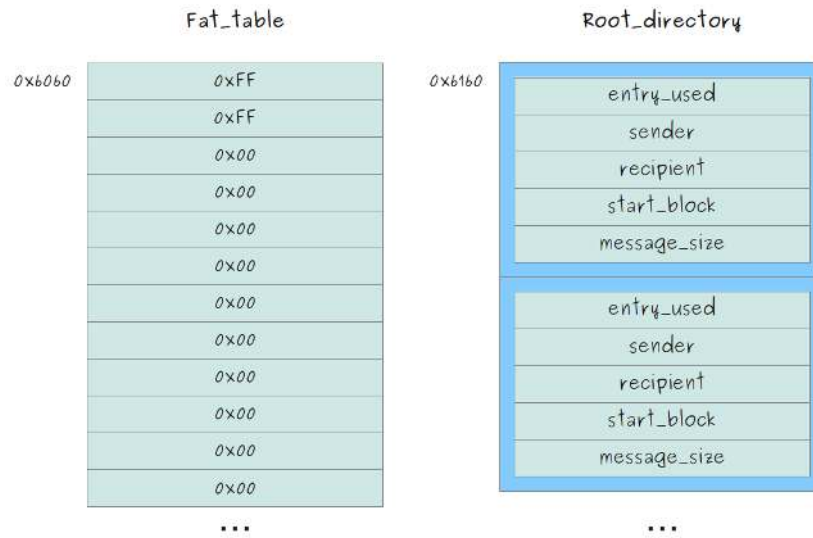 Fat_table
0x6060
0xFF
0xFF
0x00
0x00
0x00
0x00
0x00
0x00
0x00
0x00
0x00
0x00
...
Root_directory
0x6160
entry_used
sender
recipient
start_block
message_size
entry_used
sender
recipient
start_block
message_size
...